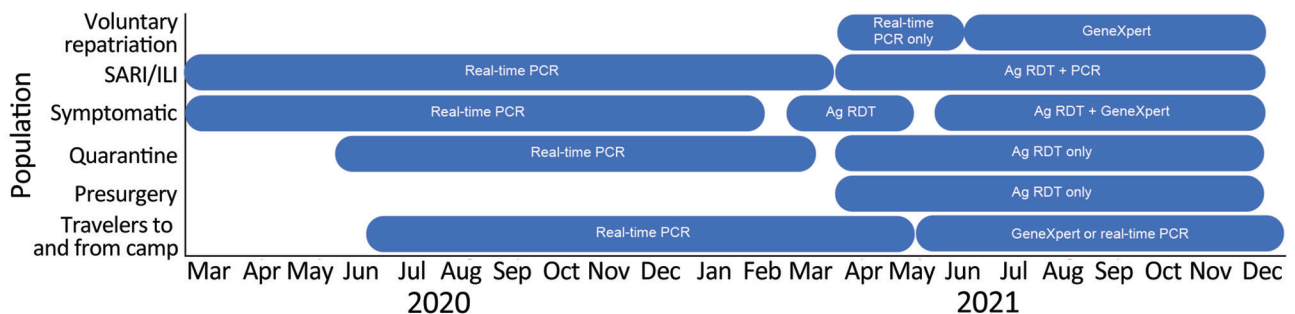 Population
Voluntary
repatriation
Real-time
PCR only
GeneXpert
SARI/ILI
Real-time PCR
Ag RDT + PCR
Symptomatic
Real-time PCR
Ag RDT
Ag RDT + GeneXpert
Quarantine
Real-time PCR
Ag RDT only
Presurgery
Ag RDT only
Travelers to
and from camp
Real-time PCR
GeneXpert or real-time PCR
Mar Apr May Jun Jul Aug Sep Oct Nov Dec Jan Feb Mar Apr May Jun Jul Aug Sep Oct Nov Dec
2020 2021